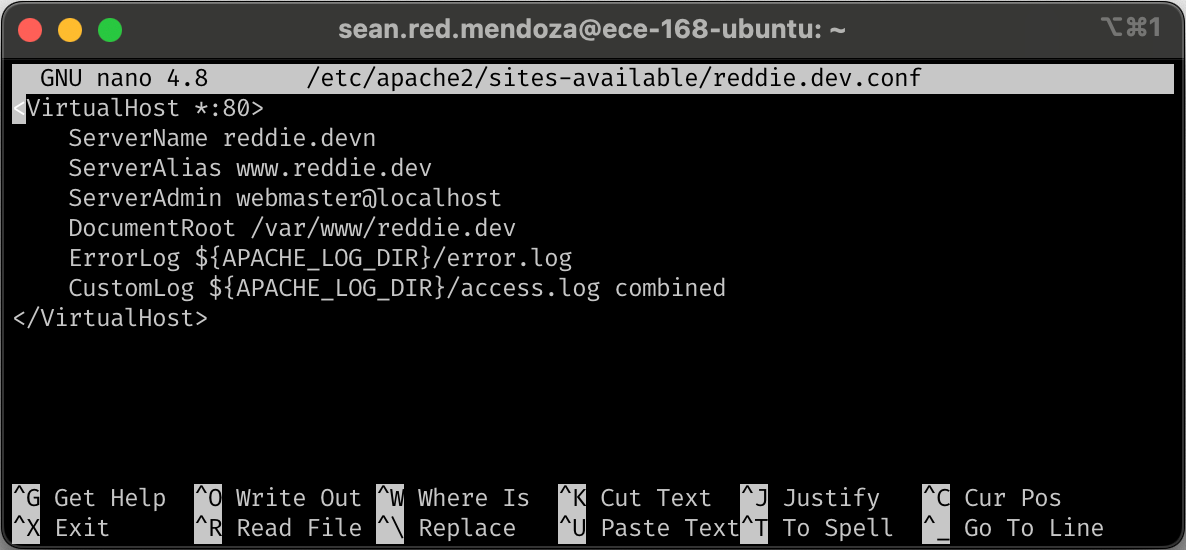 sean.red.mendoza@ece-168-ubuntu: ~ ⌥⌘1
GNU nano 4.8 /etc/apache2/sites-available/reddie.dev.conf
<VirtualHost *:80>
    ServerName reddie.devn
    ServerAlias www.reddie.dev
    ServerAdmin webmaster@localhost
    DocumentRoot /var/www/reddie.dev
    ErrorLog ${APACHE_LOG_DIR}/error.log
    CustomLog ${APACHE_LOG_DIR}/access.log combined
</VirtualHost>
^G Get Help ^O Write Out ^W Where Is ^K Cut Text ^J Justify ^C Cur Pos
^X Exit ^R Read File ^\ Replace ^U Paste Text ^T To Spell ^_ Go To Line